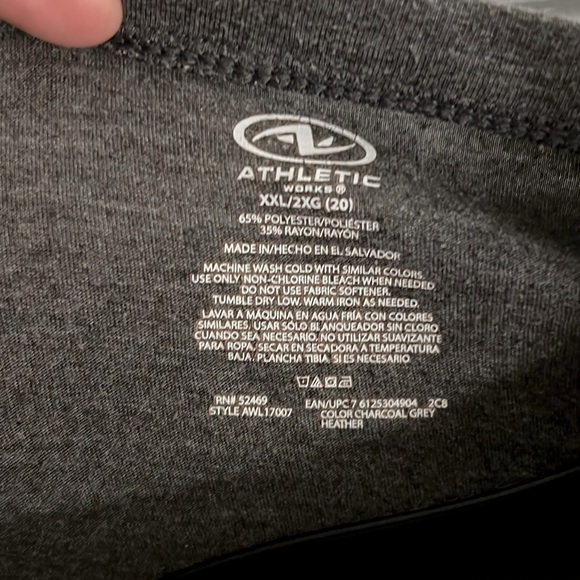 ATHLETIC
WORKS®
XXL/2XG (20)
65% POLYESTER/POLIÉSTER
35% RAYON/RAYÓN
MADE IN/HECHO EN EL SALVADOR
MACHINE WASH COLD WITH SIMILAR COLORS.
USE ONLY NON-CHLORINE BLEACH WHEN NEEDED.
DO NOT USE FABRIC SOFTENER.
TUMBLE DRY LOW. WARM IRON AS NEEDED.
LAVAR A MÁQUINA EN AGUA FRÍA CON COLORES
SIMILARES. USAR SÓLO BLANQUEADOR SIN CLORO
CUANDO SEA NECESARIO. NO UTILIZAR SUAVIZANTE
PARA ROPA. SECAR EN SECADORA A TEMPERATURA
BAJA. PLANCHA TIBIA, SI ES NECESARIO
RN# 52469 EAN/UPC 7 6125304904 2C8
STYLE AWL17007 COLOR CHARCOAL GREY
HEATHER